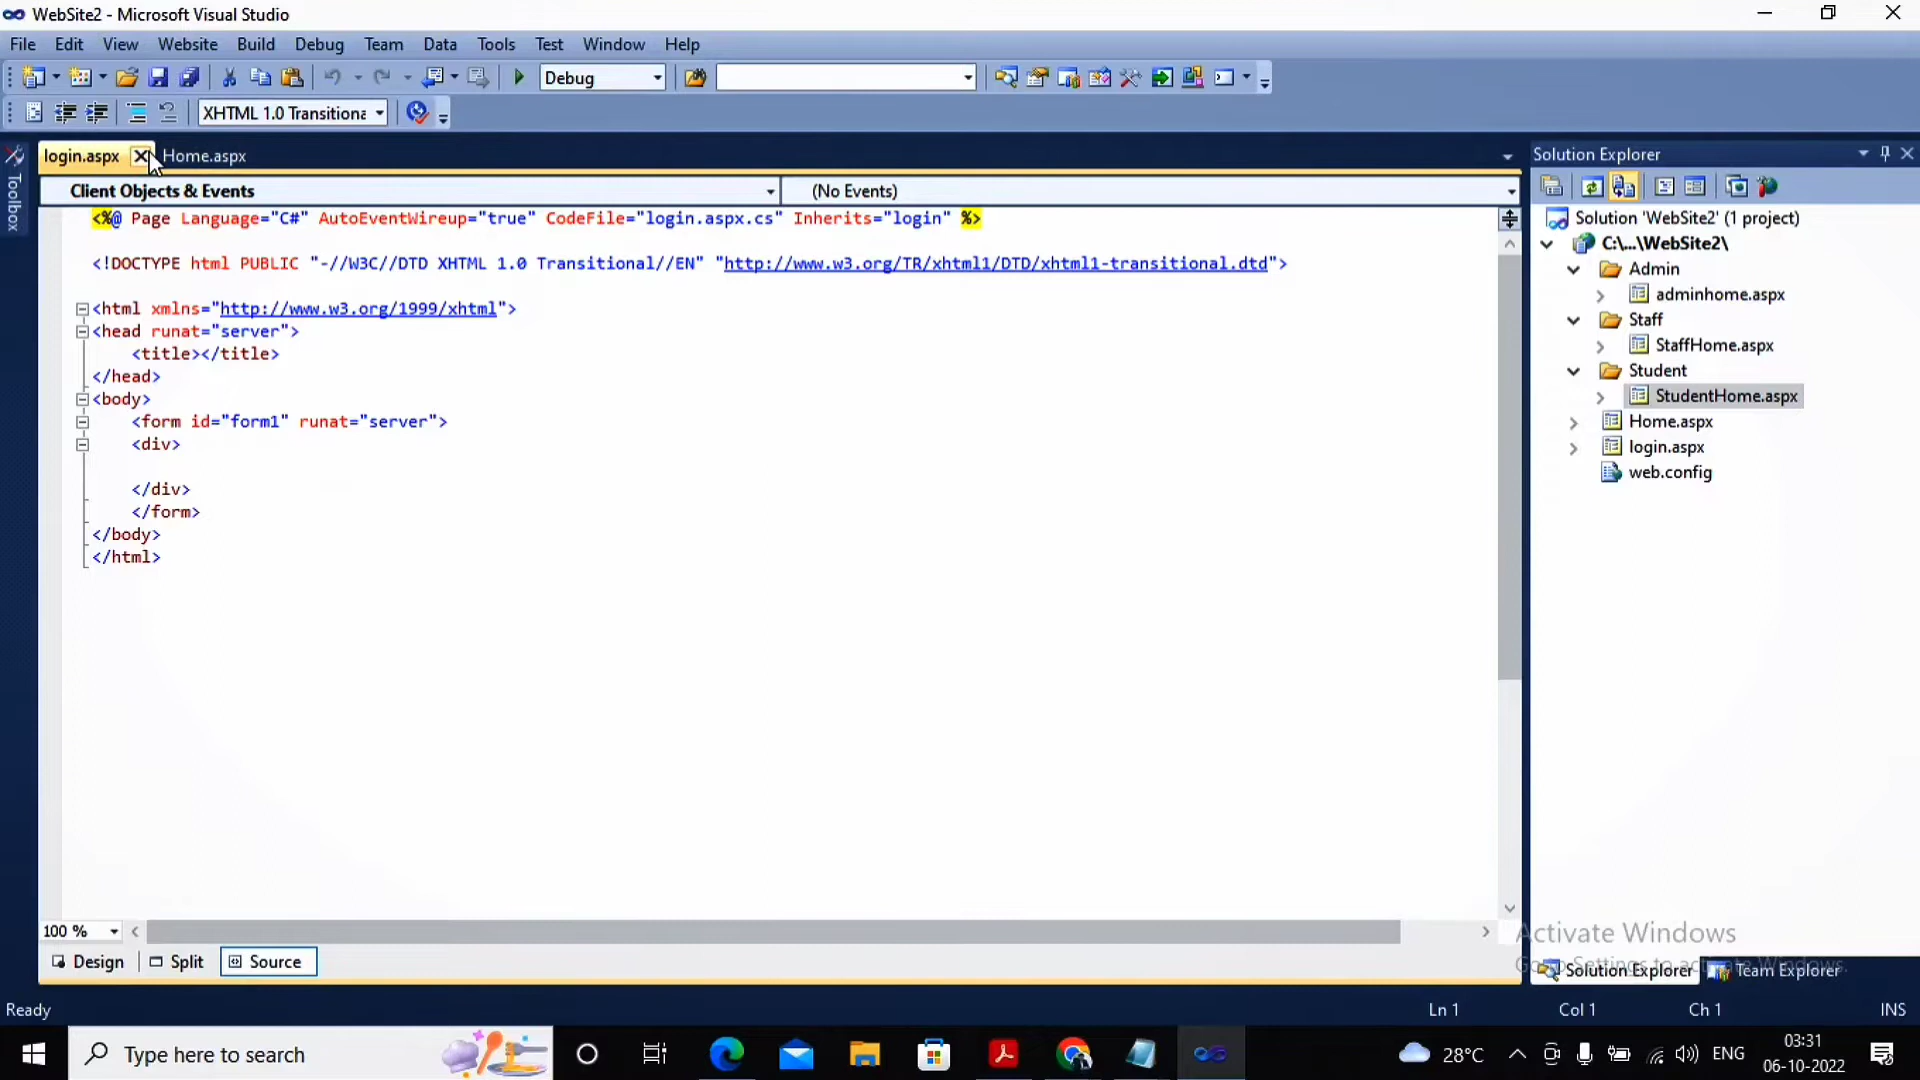 WebSite2 - Microsoft Visual Studio
File Edit View Website Build Debug Team Data Tools Test Window Help
Debug
XHTML 1.0 Transitiona
login.aspx Home.aspx
Client Objects & Events (No Events)
<%@ Page Language="C#" AutoEventWireup="true" CodeFile="login.aspx.cs" Inherits="login" %>
<!DOCTYPE html PUBLIC "-//W3C//DTD XHTML 1.0 Transitional//EN" "http://www.w3.org/TR/xhtml1/DTD/xhtml1-transitional.dtd">
<html xmlns="http://www.w3.org/1999/xhtml">
<head runat="server">
<title></title>
</head>
<body>
<form id="form1" runat="server">
<div>
</div>
</form>
</body>
</html>
100 %
Design Split Source
Toolbox
Solution Explorer
Solution 'WebSite2' (1 project)
C:\...\WebSite2\
Admin
adminhome.aspx
Staff
StaffHome.aspx
Student
StudentHome.aspx
Home.aspx
login.aspx
web.config
Activate Windows
Go to Settings to activate Windows.
Solution Explorer Team Explorer
Ready Ln 1 Col 1 Ch 1 INS
Type here to search
28°C ENG 03:31
06-10-2022